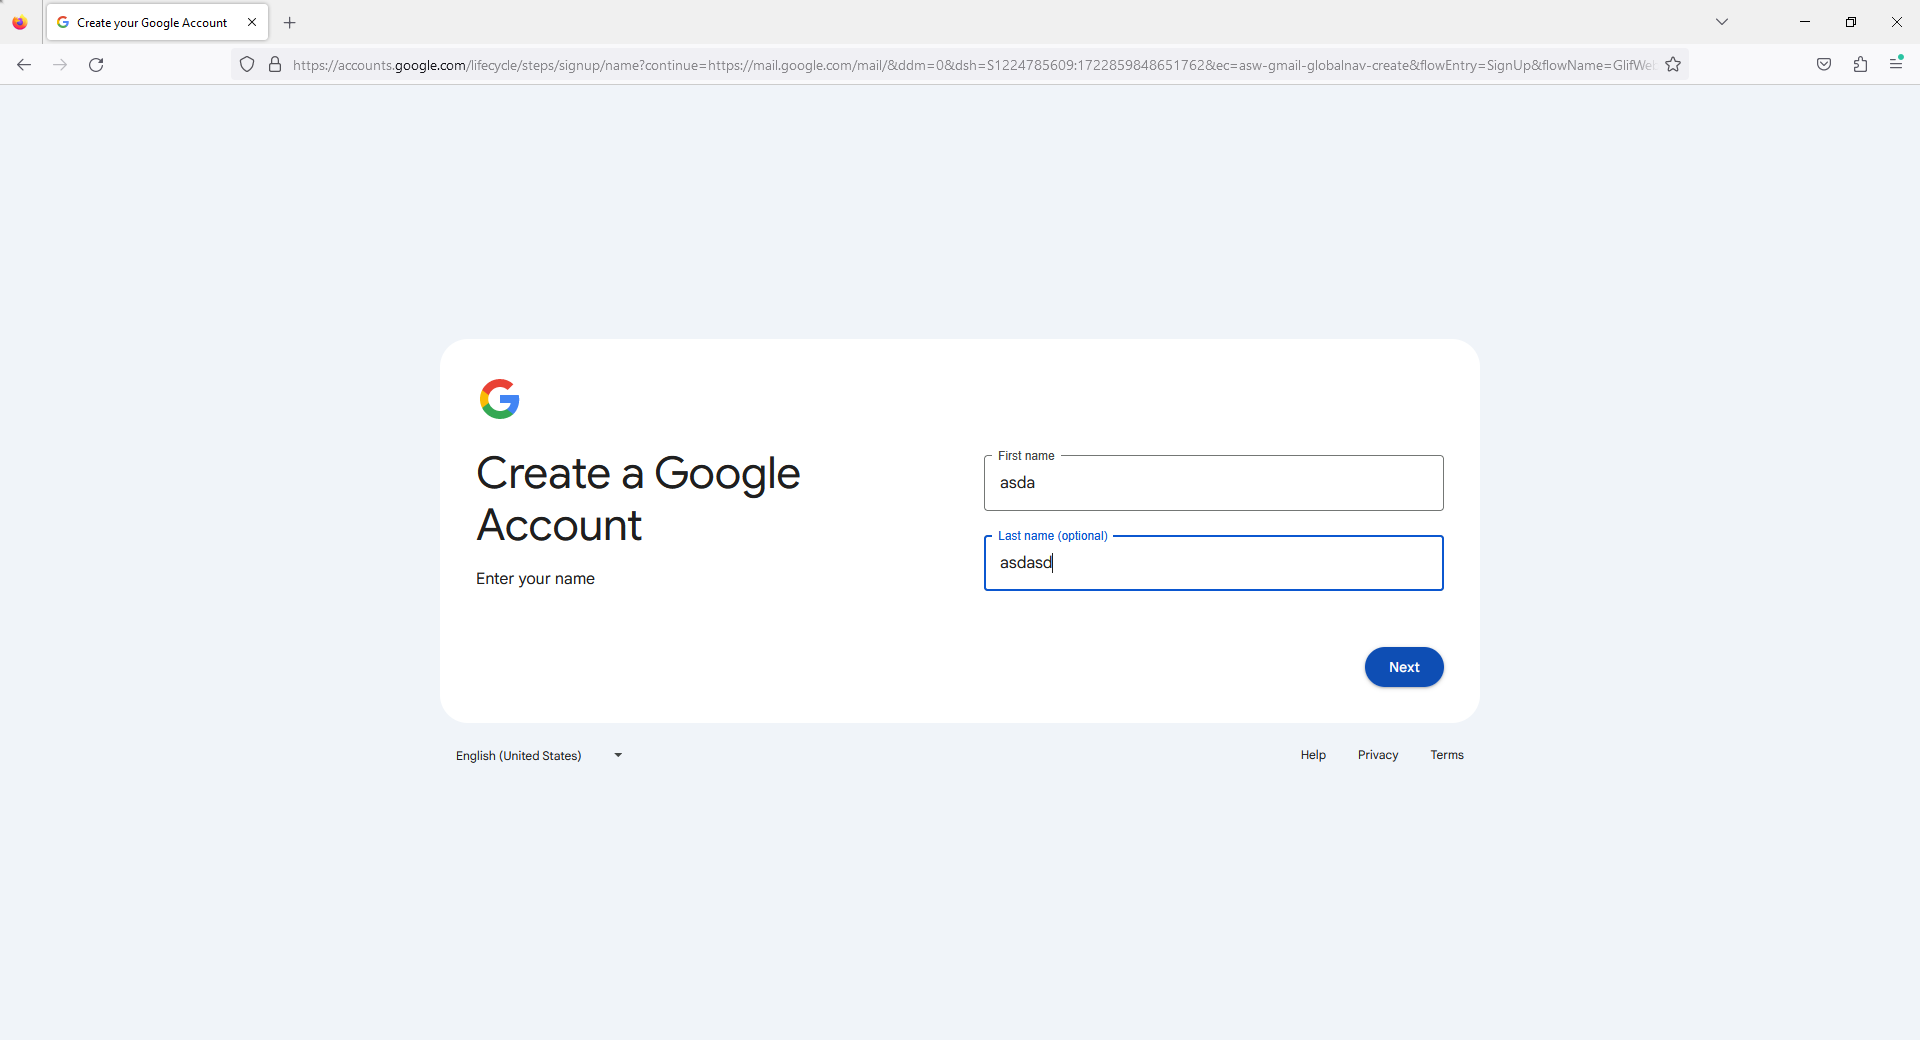 Create your Google Account
https://accounts.google.com/lifecycle/steps/signup/name?continue=https://mail.google.com/mail/&ddm=0&dsh=S1224785609:1722859848651762&ec=asw-gmail-globalnav-create&flowEntry=SignUp&flowName=GlifWeb
Create a Google
Account
Enter your name
First name
asda
Last name (optional)
asdasd
Next
English (United States)
Help
Privacy
Terms